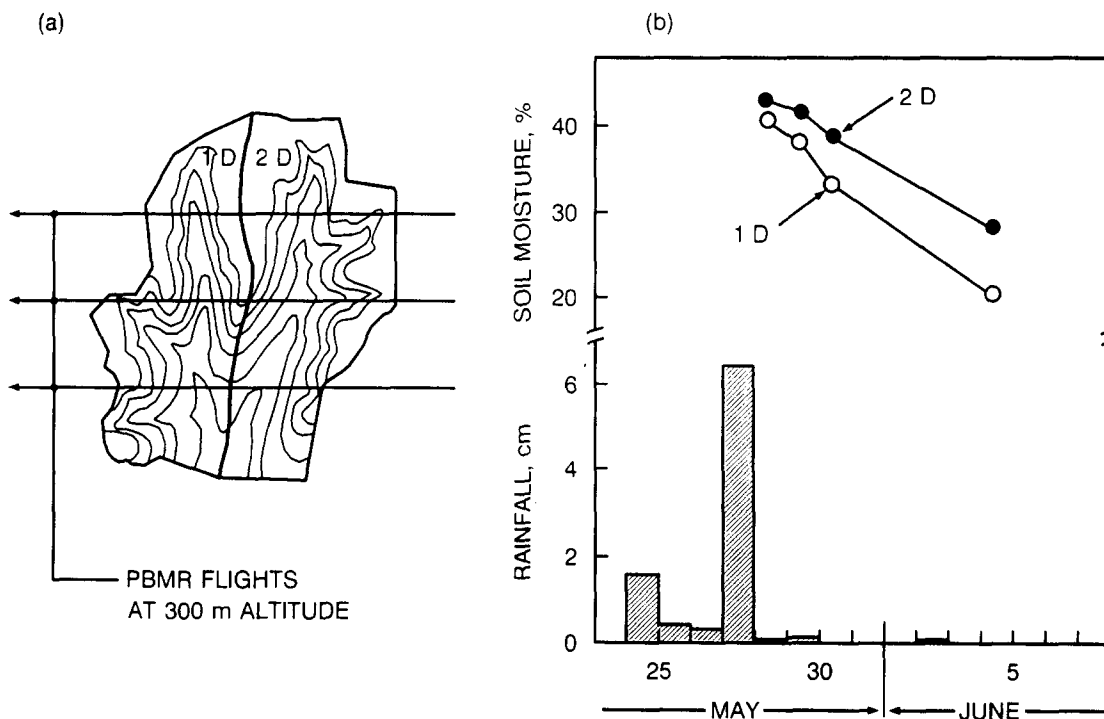 (a)
1 D 2 D
PBMR FLIGHTS
AT 300 m ALTITUDE
(b)
SOIL MOISTURE, %
40
30
20
2 D
1 D
RAINFALL, cm
6
4
2
0
25 30 5
MAY JUNE